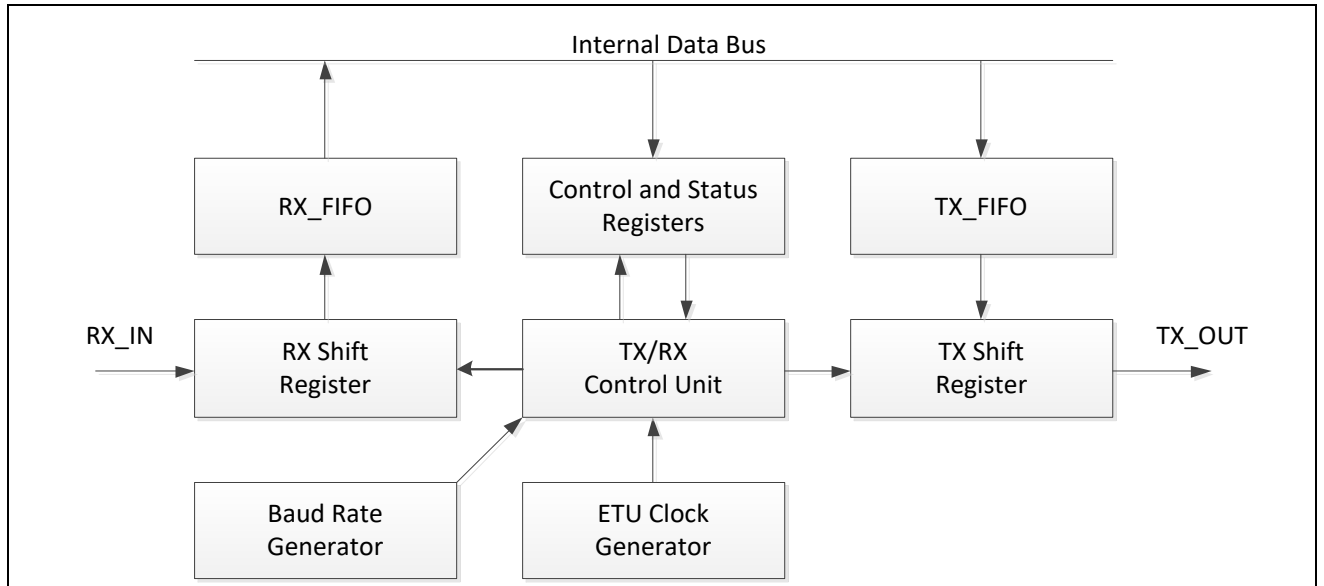 Internal Data Bus
RX_FIFO
Control and Status
Registers
TX_FIFO
RX_IN
RX Shift
Register
TX/RX
Control Unit
TX Shift
Register
TX_OUT
Baud Rate
Generator
ETU Clock
Generator